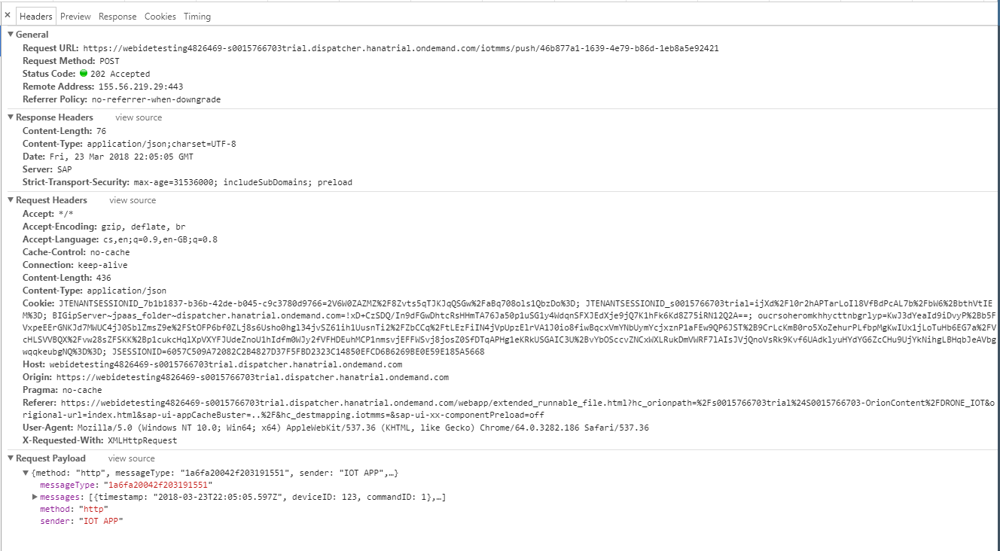 × Headers Preview Response Cookies Timing
▼ General
Request URL: https://webidetesting4826469-s0015766703trial.dispatcher.hanatrial.ondemand.com/iotmms/push/46b877a1-1639-4e79-b86d-1eb8a5e92421
Request Method: POST
Status Code: 202 Accepted
Remote Address: 155.56.219.29:443
Referrer Policy: no-referrer-when-downgrade
▼ Response Headers view source
Content-Length: 76
Content-Type: application/json;charset=UTF-8
Date: Fri, 23 Mar 2018 22:05:05 GMT
Server: SAP
Strict-Transport-Security: max-age=31536000; includeSubDomains; preload
▼ Request Headers view source
Accept: */*
Accept-Encoding: gzip, deflate, br
Accept-Language: cs,en;q=0.9,en-GB;q=0.8
Cache-Control: no-cache
Connection: keep-alive
Content-Length: 436
Content-Type: application/json
Cookie: JTENANTSESSIONID_7b1b1837-b36b-42de-b045-c9c3780d9766=2V6W0ZAZMZ%2F8Zvts5qTJKJqQSGw%2FaBq708ols1QbzDo%3D; JTENANTSESSIONID_s0015766703trial=ijXd%2Fl0r2hAPTarLoIl8VfBdPcAL7b%2FbW6%2BbthVtIE
M%3D; BIGipServer~jpaas_folder~dispatcher.hanatrial.ondemand.com=!xD+CzSDQ/In9dFGwDhtcRsHHmTA76Ja50p1uSG1y4WdqnSFXJEdXje9jQ7K1hFk6Kd8Z75iRN12Q2A==; oucrsoheromkhhycttnbgrlyp=KwJ3dYeaId9iDvyP%2Bb5F
VxpeEErGNKJd7MWUC4jJ0SblZmsZ9e%2FStOFP6bf0ZLj8s6Usho0hgl34jvSZ61ih1UusnTi2%2FZbCCq%2FtLEzFiIN4jVpUpzElrVA1J0io8fiwBqcxVmYNbUymYcjxznP1aFEw9QP6JST%2B9CrLcKmB0ro5XoZehurPLfbpMgKwIUx1jLoTuHb6EG7a%2FV
cHLSVVBQX%2Fvw28sZFSKK%2Bp1cukcHqlXpVXYFJUdeZnoU1hIdfm0WJy2fVFHDEuhMCP1nmsvjEFFWSvj8josZ0SfDTqAPHg1eKRkUSGAIC3U%2BvYbOSccvZNCxWXLRukDmVWRF7lAIsJVjQnoVsRk9Kvf6UAdklyuHYdYG6ZcCHu9UjYkNihgLBHqbJeAVbg
wqqkeubgNQ%3D%3D; JSESSIONID=6057C509A72082C2B4827D37F5FBD2323C14850EFCD6B6269BE0E59E185A5668
Host: webidetesting4826469-s0015766703trial.dispatcher.hanatrial.ondemand.com
Origin: https://webidetesting4826469-s0015766703trial.dispatcher.hanatrial.ondemand.com
Pragma: no-cache
Referer: https://webidetesting4826469-s0015766703trial.dispatcher.hanatrial.ondemand.com/webapp/extended_runnable_file.html?hc_orionpath=%2Fs0015766703trial%24S0015766703-OrionContent%2FDRONE_IOT&o
rigional-url=index.html&sap-ui-appCacheBuster=..%2F&hc_destmapping.iotmms=&sap-ui-xx-componentPreload=off
User-Agent: Mozilla/5.0 (Windows NT 10.0; Win64; x64) AppleWebKit/537.36 (KHTML, like Gecko) Chrome/64.0.3282.186 Safari/537.36
X-Requested-With: XMLHttpRequest
▼ Request Payload view source
▼ {method: "http", messageType: "1a6fa20042f203191551", sender: "IOT APP",…}
messageType: "1a6fa20042f203191551"
▶ messages: [{timestamp: "2018-03-23T22:05:05.597Z", deviceID: 123, commandID: 1},…]
method: "http"
sender: "IOT APP"